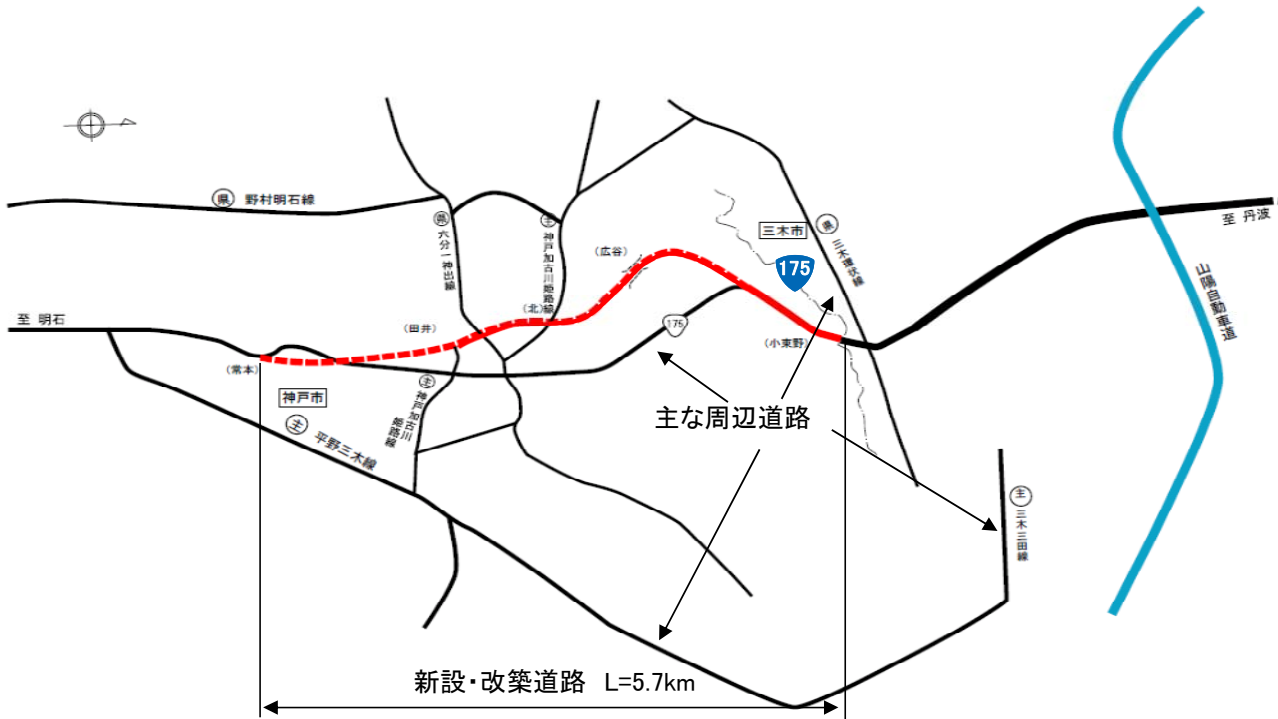 県 野村明石線
県
六分一神出線
主
神戸加古川姫路線
(広谷)
三木市
県
三木環状線
175
至 丹波
山陽自動車道
至 明石
(田井)
(北)
175
(小束野)
(常本)
神戸市
主
平野三木線
主
神戸加古川
姫路線
主な周辺道路
主
三木三田線
新設・改築道路 L=5.7km